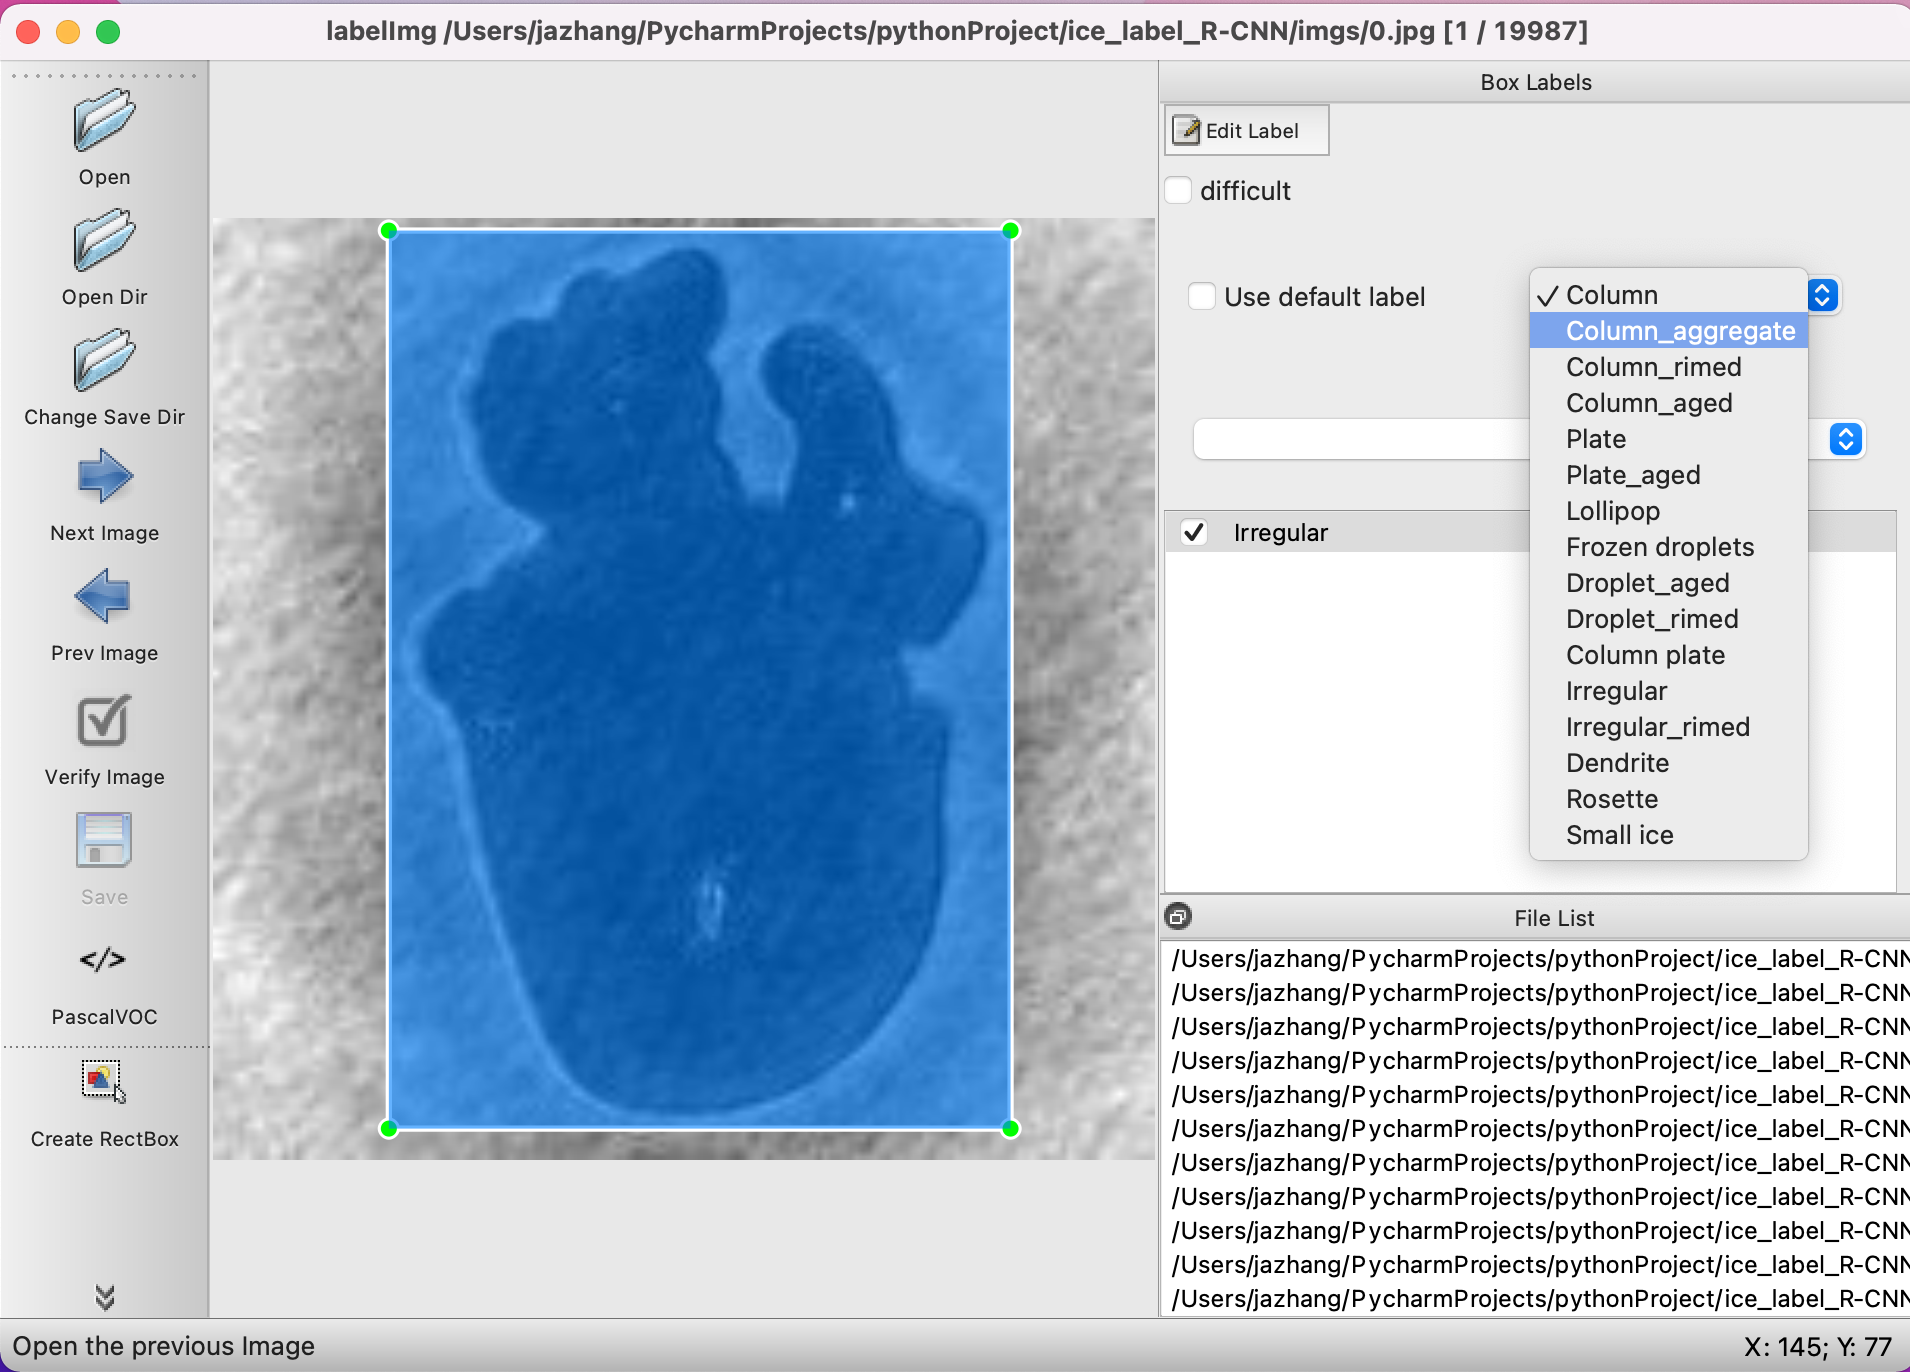 labelImg /Users/jazhang/PycharmProjects/pythonProject/ice_label_R-CNN/imgs/0.jpg [1 / 19987]
Open
Open Dir
Change Save Dir
Next Image
Prev Image
Verify Image
Save
</>
PascalVOC
Create RectBox
Box Labels
Edit Label
difficult
Use default label
Column
Column_aggregate
Column_rimed
Column_aged
Plate
Plate_aged
Lollipop
Frozen droplets
Droplet_aged
Droplet_rimed
Column plate
Irregular
Irregular_rimed
Dendrite
Rosette
Small ice
Irregular
File List
/Users/jazhang/PycharmProjects/pythonProject/ice_label_R-CNN
/Users/jazhang/PycharmProjects/pythonProject/ice_label_R-CNN
/Users/jazhang/PycharmProjects/pythonProject/ice_label_R-CNN
/Users/jazhang/PycharmProjects/pythonProject/ice_label_R-CNN
/Users/jazhang/PycharmProjects/pythonProject/ice_label_R-CNN
/Users/jazhang/PycharmProjects/pythonProject/ice_label_R-CNN
/Users/jazhang/PycharmProjects/pythonProject/ice_label_R-CNN
/Users/jazhang/PycharmProjects/pythonProject/ice_label_R-CNN
/Users/jazhang/PycharmProjects/pythonProject/ice_label_R-CNN
/Users/jazhang/PycharmProjects/pythonProject/ice_label_R-CNN
/Users/jazhang/PycharmProjects/pythonProject/ice_label_R-CNN
Open the previous Image
X: 145; Y: 77